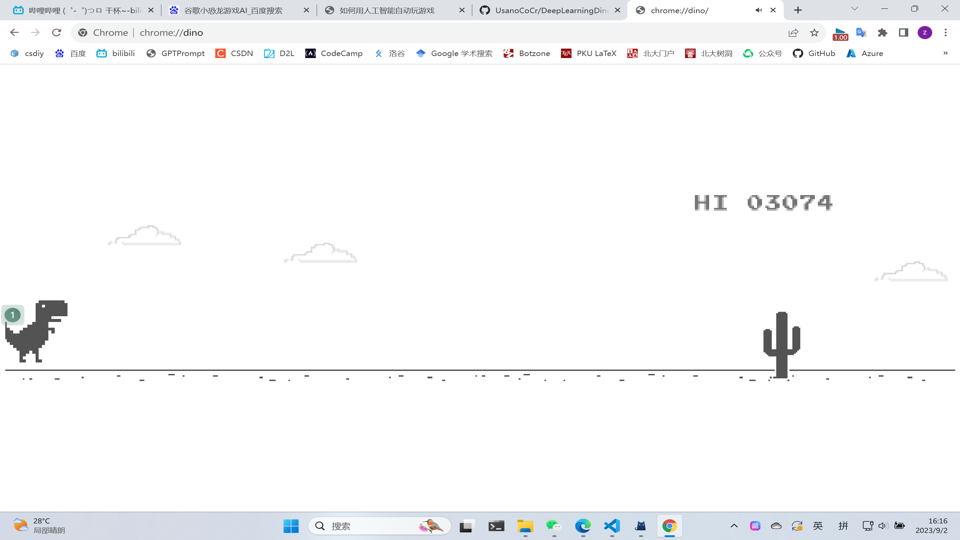 哔哩哔哩 (゜-゜)つロ 干杯~-bili
谷歌小恐龙游戏AI_百度搜索
如何用人工智能自动玩游戏
UsanoCoCr/DeepLearningDino
chrome://dino/
Chrome | chrome://dino
1.00
z
csdiy
百度
bilibili
GPTPrompt
CSDN
D2L
CodeCamp
洛谷
Google 学术搜索
Botzone
PKU LaTeX
北大门户
北大树洞
公众号
GitHub
Azure
»
HI 03074
1
28°C
局部晴朗
搜索
英
拼
16:16
2023/9/2